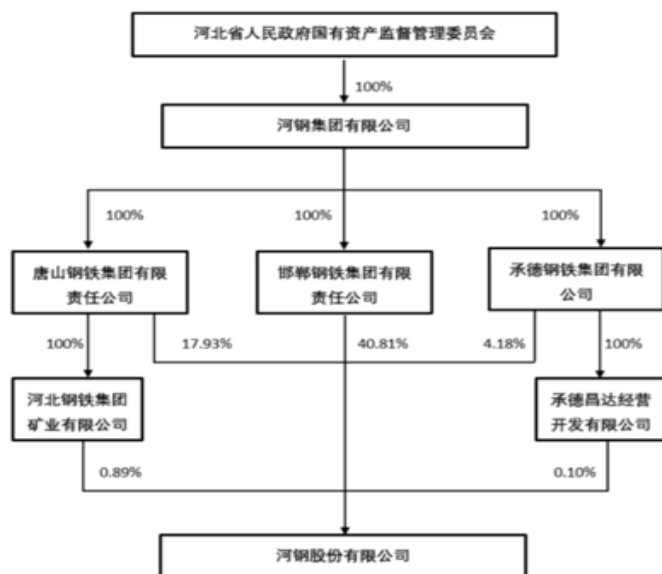 河北省人民政府国有资产监督管理委员会
100%
河钢集团有限公司
100%
100%
100%
唐山钢铁集团有限
责任公司
邯郸钢铁集团有限
责任公司
承德钢铁集团有限
公司
100%
17.93%
40.81%
4.18%
100%
河北钢铁集团
矿业有限公司
承德昌达经营
开发有限公司
0.89%
0.10%
河钢股份有限公司